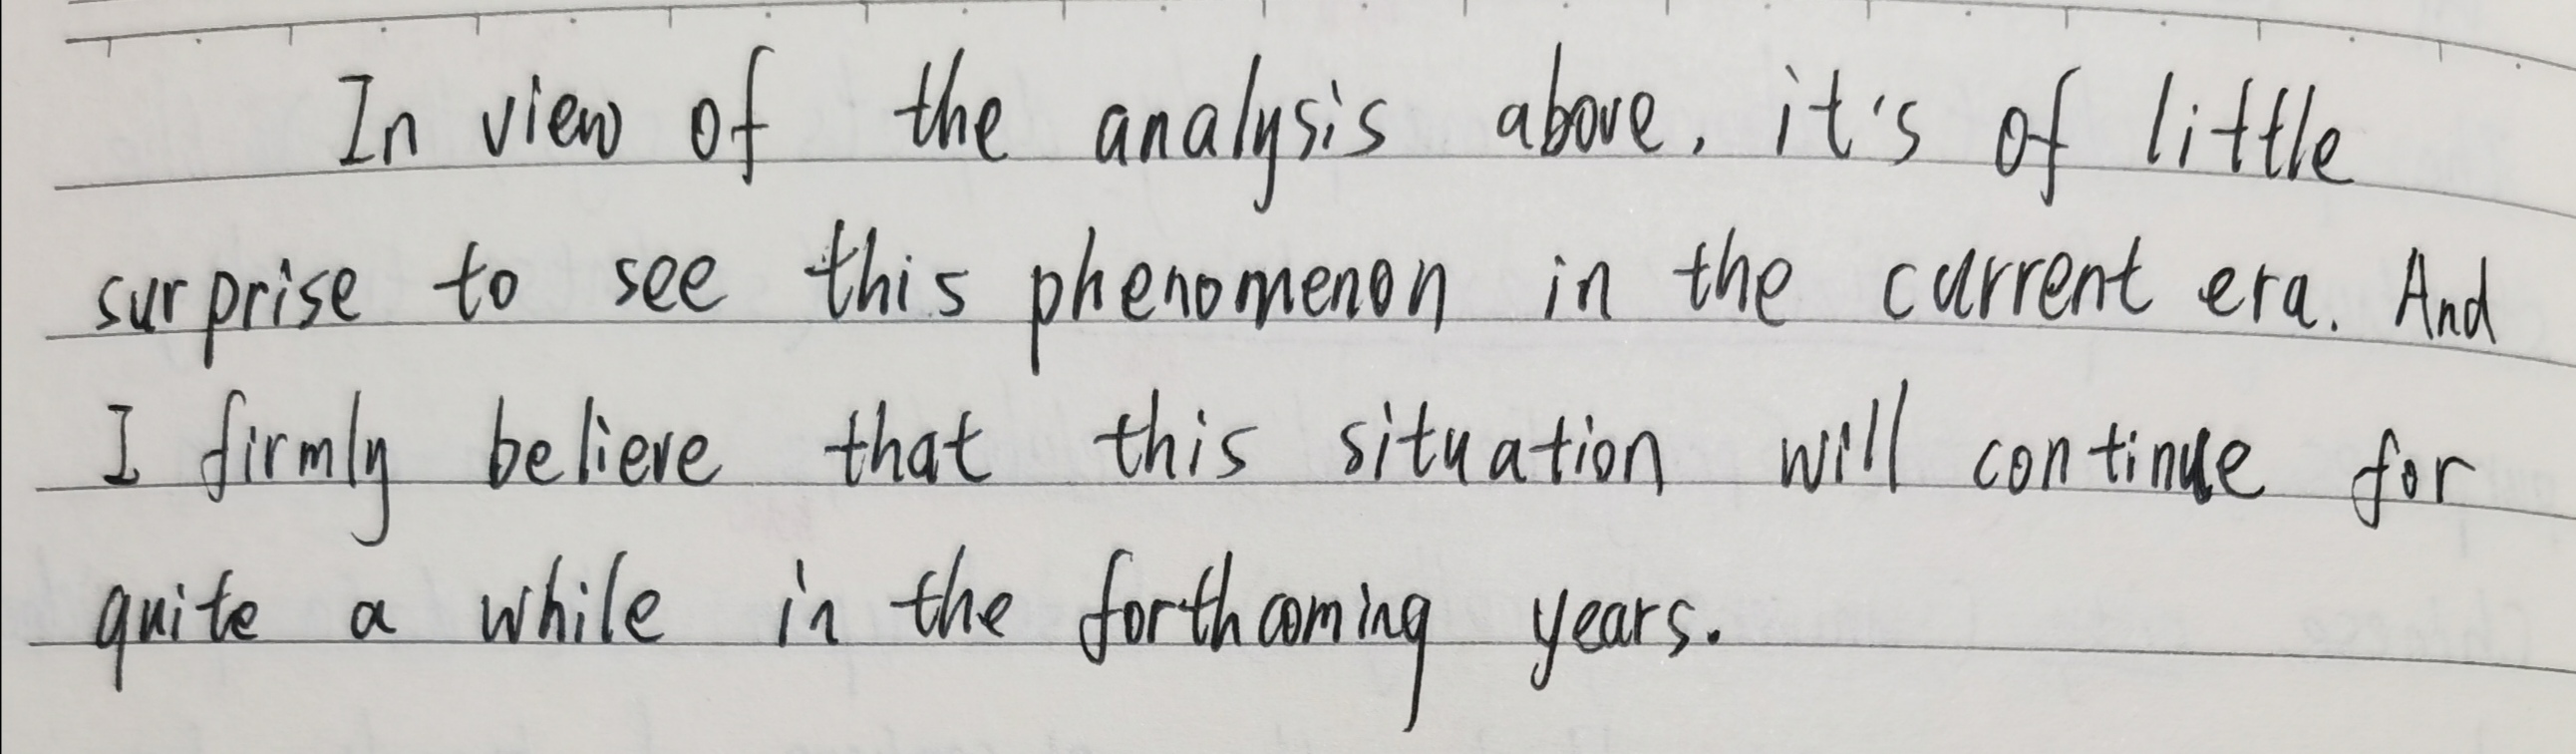 In view of the analysis above, it's of little
surprise to see this phenomenon in the current era. And
I firmly believe that this situation will continue for
quite a while in the forthcoming years.